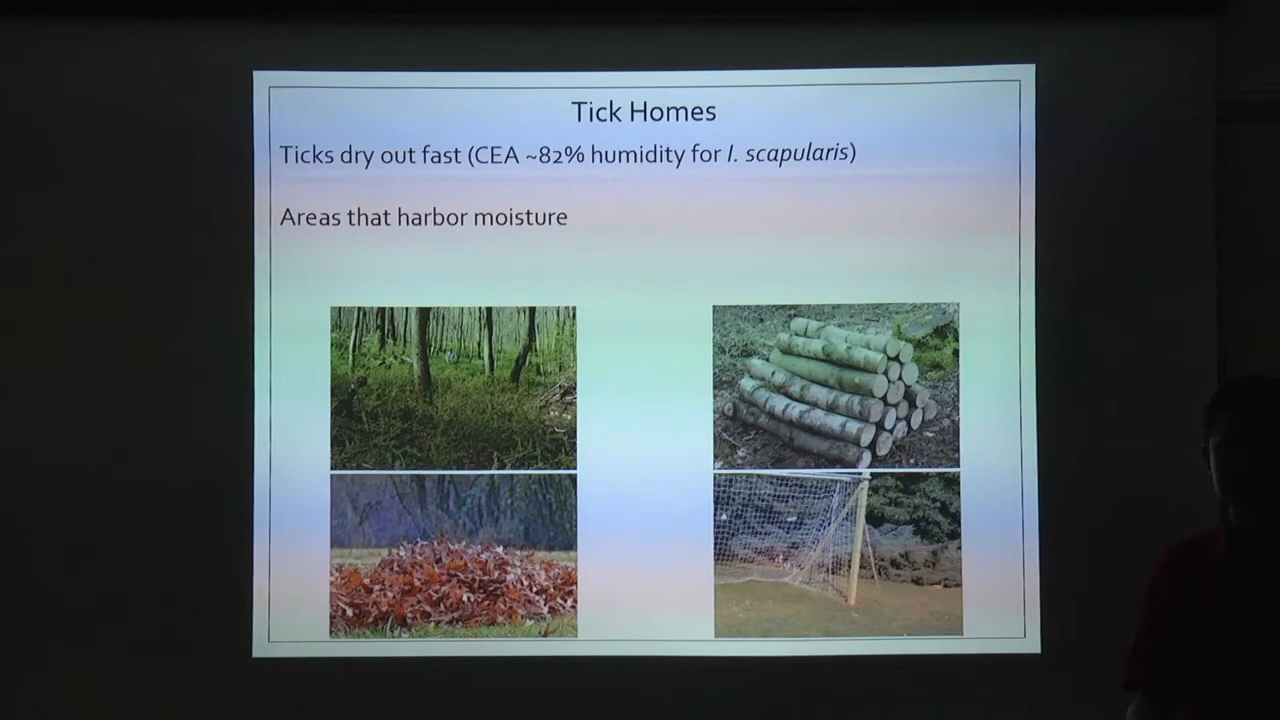 Tick Homes
Ticks dry out fast (CEA ~82% humidity for I. scapularis)
Areas that harbor moisture